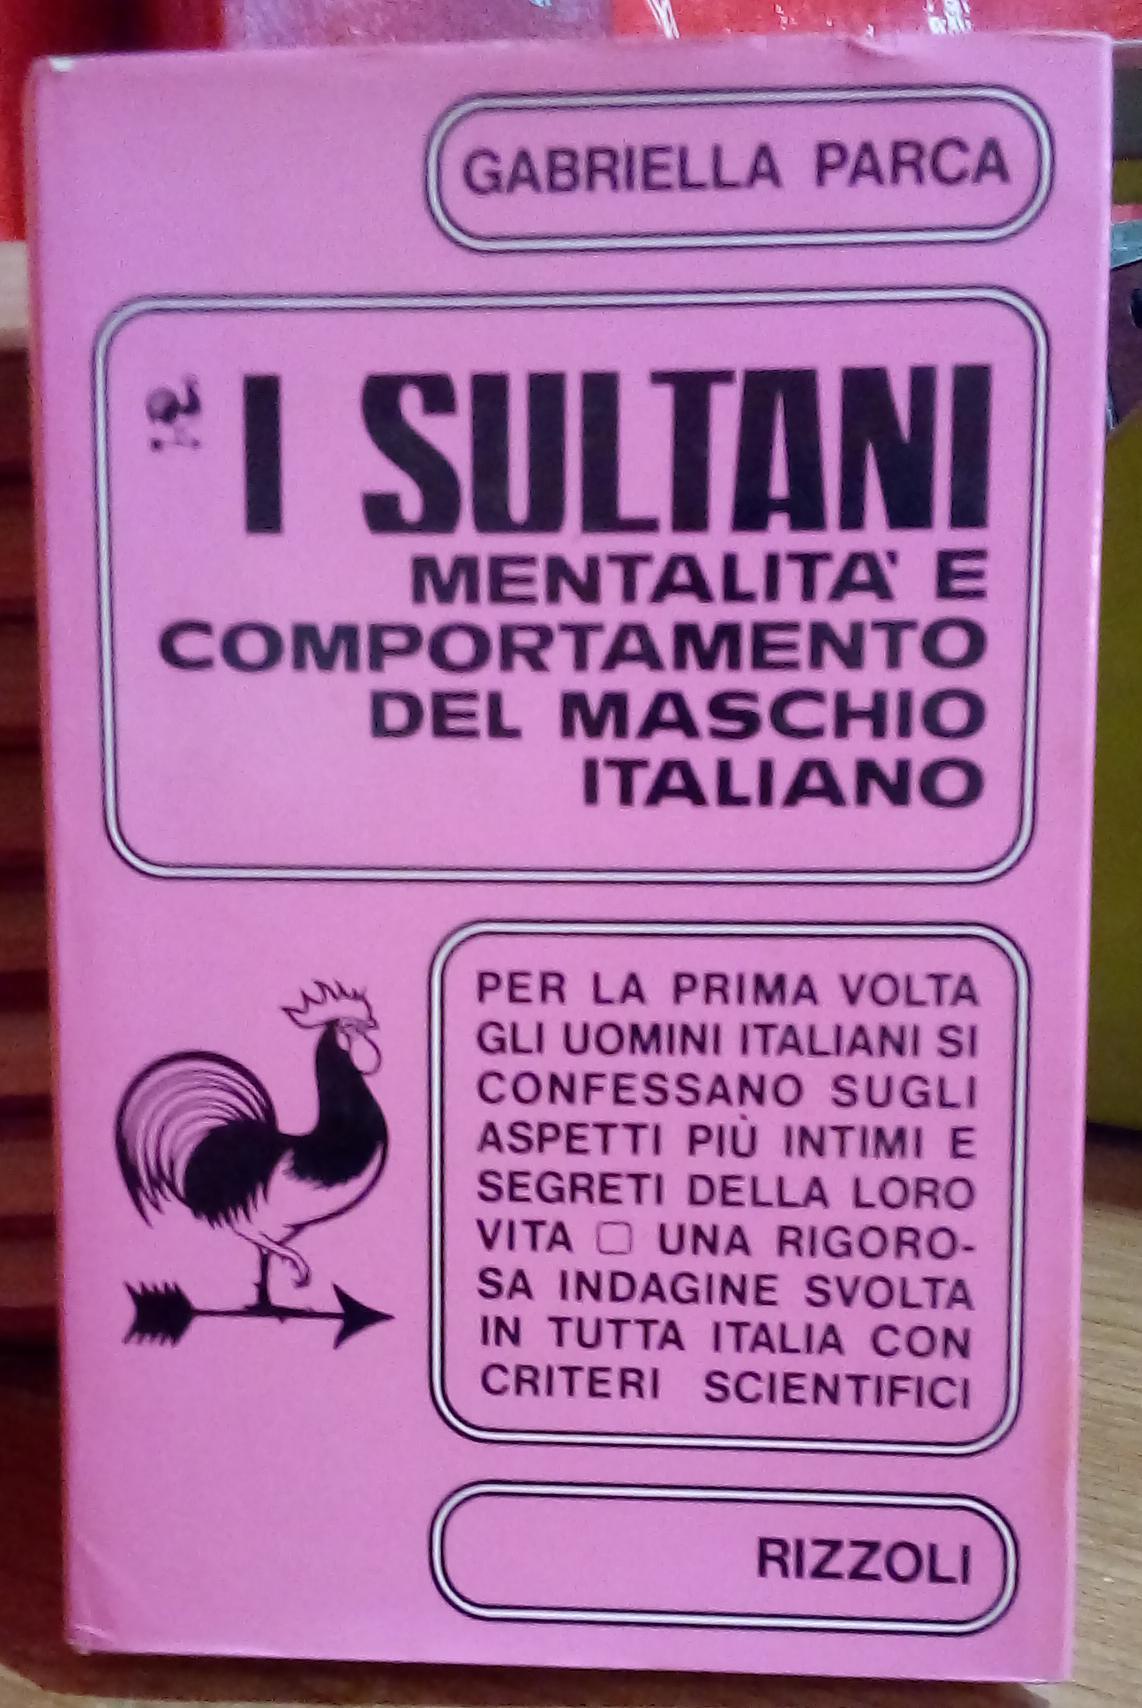 GABRIELLA PARCA
I SULTANI
MENTALITA' E
COMPORTAMENTO
DEL MASCHIO
ITALIANO
PER LA PRIMA VOLTA
GLI UOMINI ITALIANI SI
CONFESSANO SUGLI
ASPETTI PIÙ INTIMI E
SEGRETI DELLA LORO
VITA ▢ UNA RIGORO-
SA INDAGINE SVOLTA
IN TUTTA ITALIA CON
CRITERI SCIENTIFICI
RIZZOLI